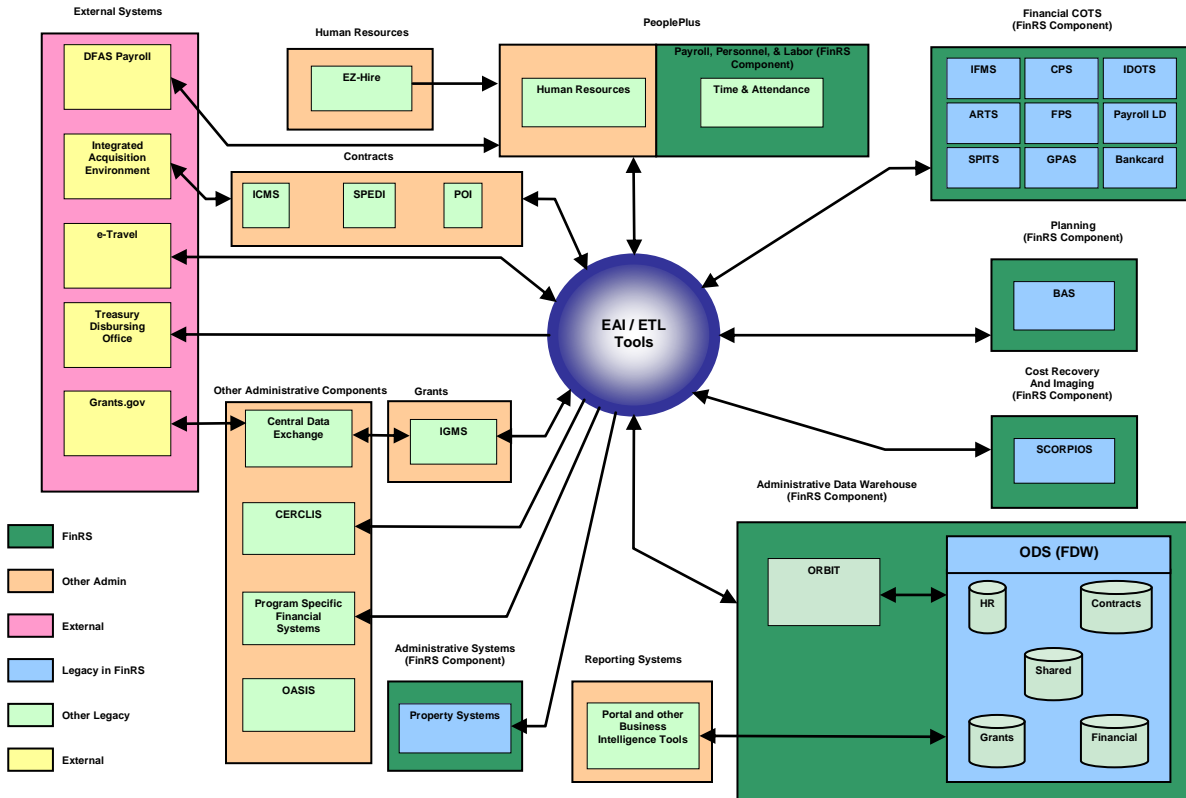 External Systems
DFAS Payroll
Integrated
Acquisition
Environment
e-Travel
Treasury
Disbursing
Office
Grants.gov
Human Resources
EZ-Hire
Contracts
ICMS
SPEDI
POI
PeoplePlus
Human Resources
Payroll, Personnel, & Labor (FinRS
Component)
Time & Attendance
Financial COTS
(FinRS Component)
IFMS
CPS
IDOTS
ARTS
FPS
Payroll LD
SPITS
GPAS
Bankcard
Planning
(FinRS Component)
BAS
Cost Recovery
And Imaging
(FinRS Component)
SCORPIOS
EAI / ETL
Tools
Other Administrative Components
Central Data
Exchange
CERCLIS
Program Specific
Financial
Systems
OASIS
Grants
IGMS
Administrative Systems
(FinRS Component)
Property Systems
Reporting Systems
Portal and other
Business
Intelligence Tools
Administrative Data Warehouse
(FinRS Component)
ORBIT
ODS (FDW)
HR
Contracts
Shared
Grants
Financial
FinRS
Other Admin
External
Legacy in FinRS
Other Legacy
External